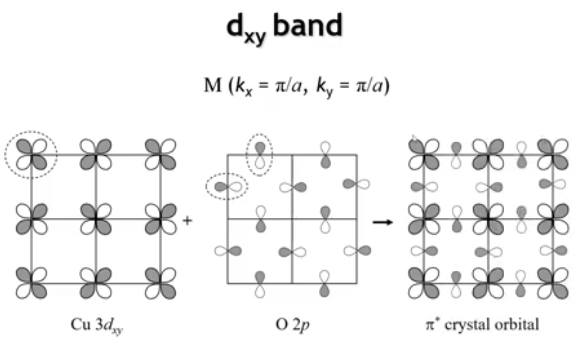 dxy band
M (kx = π/a, ky = π/a)
+
Cu 3dxy
O 2p
π* crystal orbital